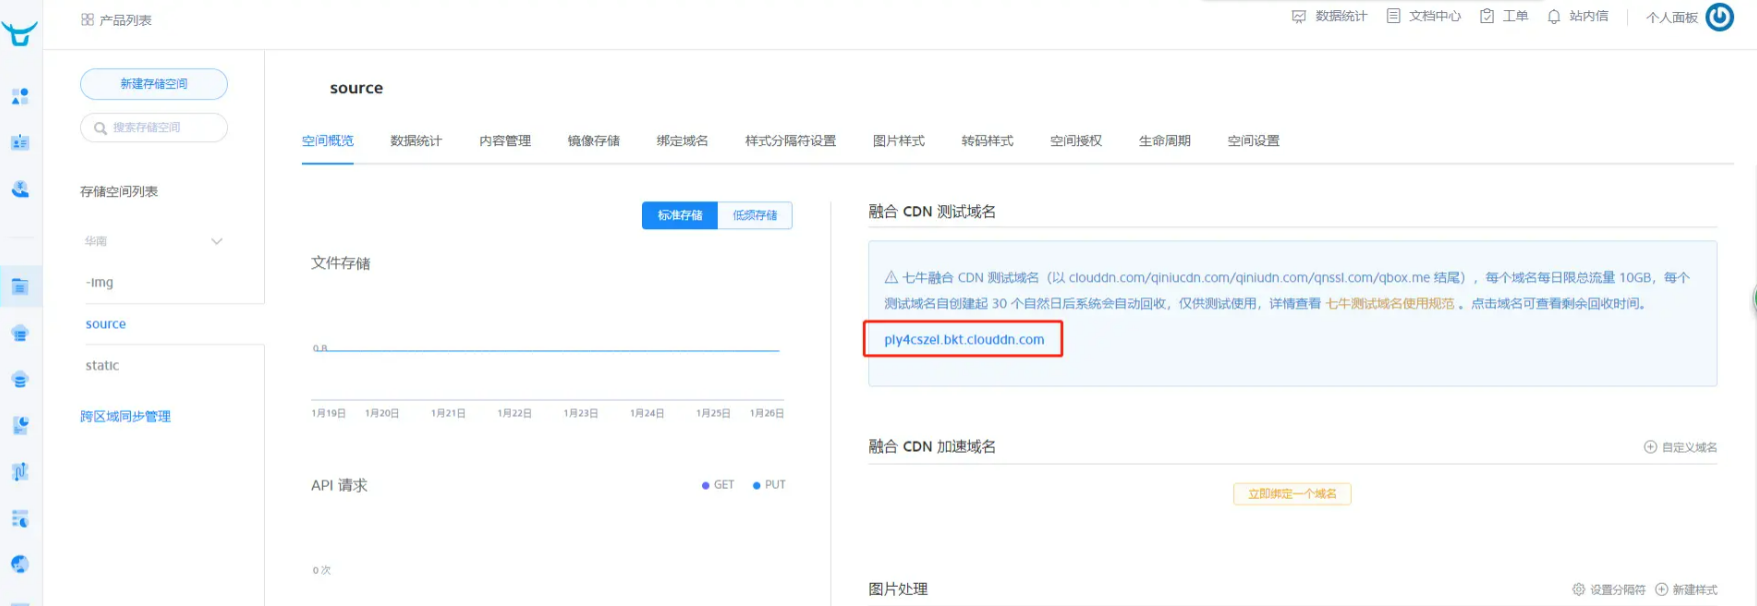 产品列表
数据统计
文档中心
工单
站内信
个人面板
新建存储空间
搜索存储空间
存储空间列表
华南
-img
source
static
跨区域同步管理
source
空间概览
数据统计
内容管理
镜像存储
绑定域名
样式分隔符设置
图片样式
转码样式
空间授权
生命周期
空间设置
标准存储
低频存储
文件存储
0 B
1月19日
1月20日
1月21日
1月22日
1月23日
1月24日
1月25日
1月26日
API 请求
GET
PUT
0 次
融合 CDN 测试域名
七牛融合 CDN 测试域名（以 clouddn.com/qiniucdn.com/qiniudn.com/qnssl.com/qbox.me 结尾），每个域名每日限总流量 10GB，每个
测试域名自创建起 30 个自然日后系统会自动回收，仅供测试使用，详情查看 七牛测试域名使用规范 。点击域名可查看剩余回收时间。
ply4cszel.bkt.clouddn.com
融合 CDN 加速域名
自定义域名
立即绑定一个域名
图片处理
设置分隔符
新建样式